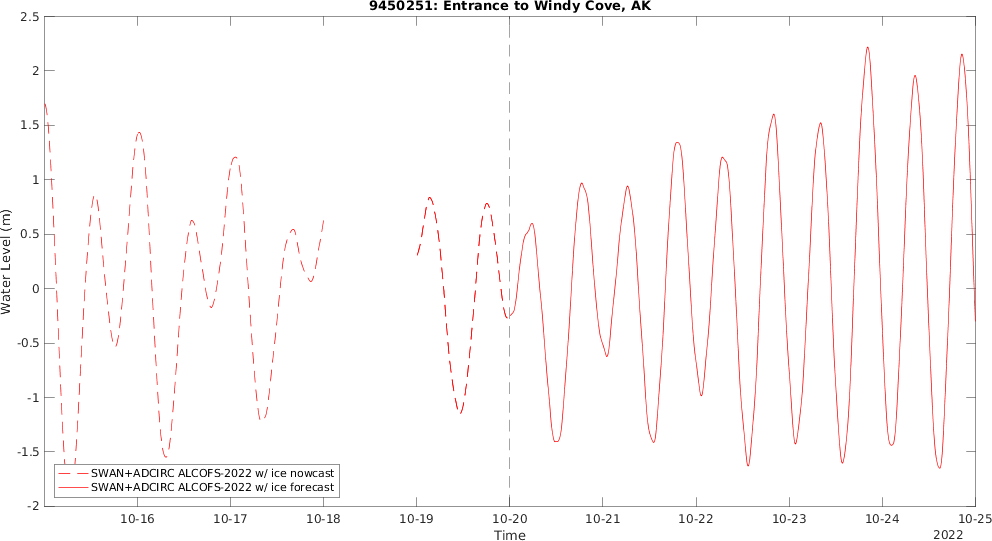 9450251: Entrance to Windy Cove, AK
2.5
2
1.5
1
0.5
0
-0.5
-1
-1.5
-2
Water Level (m)
SWAN+ADCIRC ALCOFS-2022 w/ ice nowcast
SWAN+ADCIRC ALCOFS-2022 w/ ice forecast
10-16 10-17 10-18 10-19 10-20 10-21 10-22 10-23 10-24 10-25
Time
2022